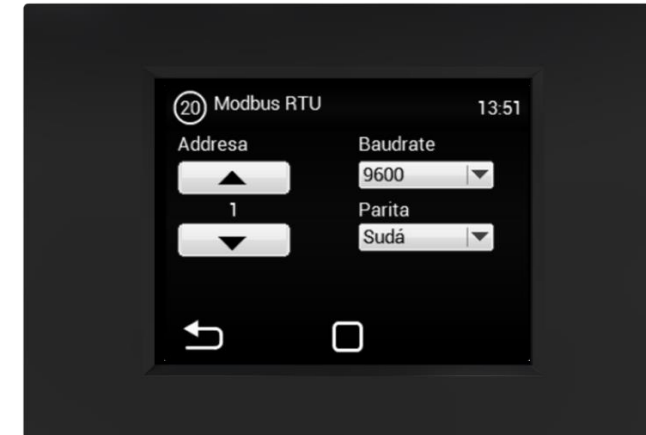 20 Modbus RTU 13:51
Addresa Baudrate
9600
1 Parita
Sudá